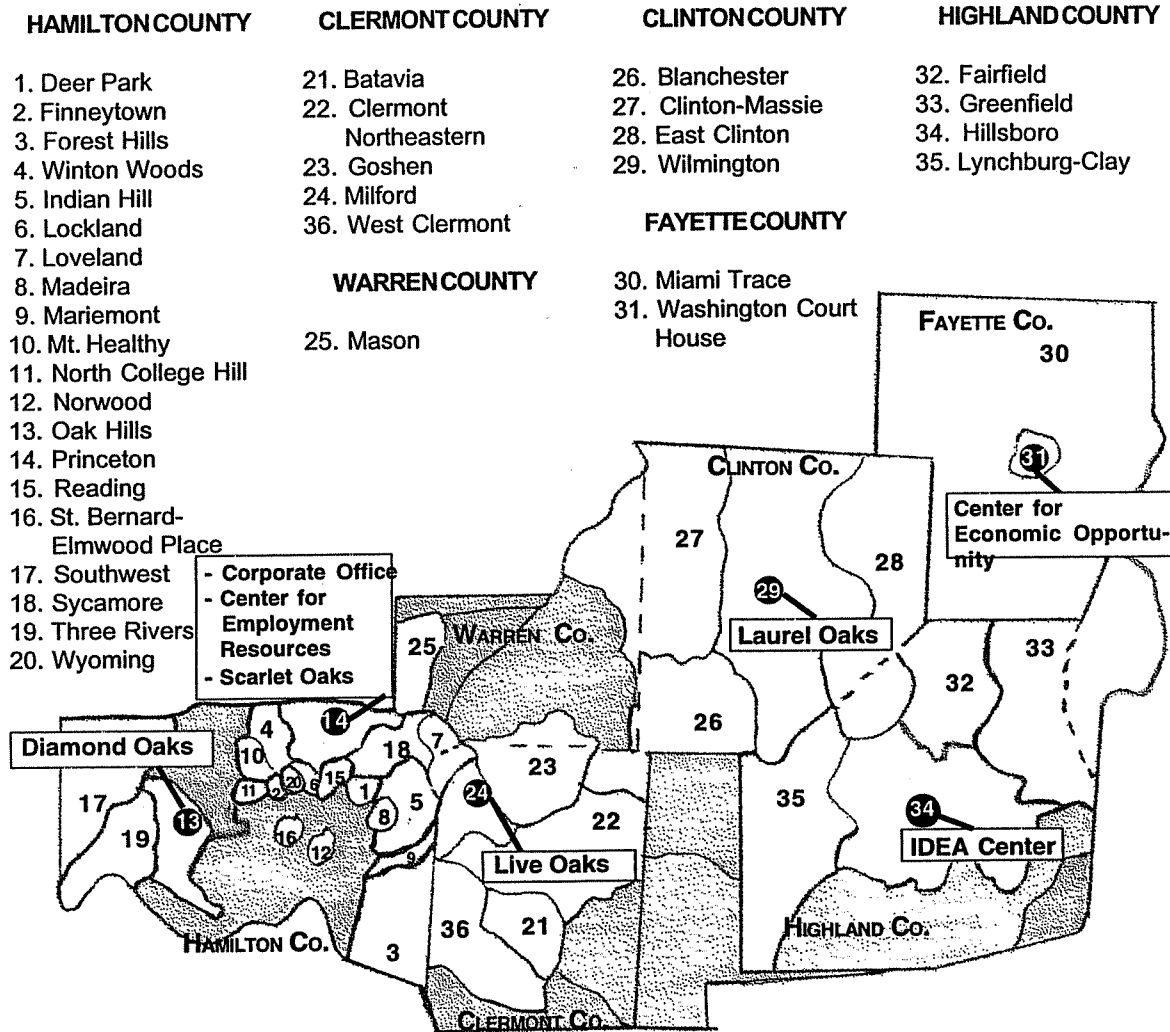 HAMILTON COUNTY
1. Deer Park
2. Finneytown
3. Forest Hills
4. Winton Woods
5. Indian Hill
6. Lockland
7. Loveland
8. Madeira
9. Mariemont
10. Mt. Healthy
11. North College Hill
12. Norwood
13. Oak Hills
14. Princeton
15. Reading
16. St. Bernard-
Elmwood Place
17. Southwest
18. Sycamore
19. Three Rivers
20. Wyoming
CLERMONT COUNTY
21. Batavia
22. Clermont
Northeastern
23. Goshen
24. Milford
36. West Clermont
WARREN COUNTY
25. Mason
CLINTON COUNTY
26. Blanchester
27. Clinton-Massie
28. East Clinton
29. Wilmington
FAYETTE COUNTY
30. Miami Trace
31. Washington Court
House
HIGHLAND COUNTY
32. Fairfield
33. Greenfield
34. Hillsboro
35. Lynchburg-Clay
FAYETTE CO.
30
31
Center for
Economic Opportu-
nity
CLINTON CO.
27
28
29
Laurel Oaks
26
32
33
35
34
IDEA Center
HIGHLAND CO.
- Corporate Office
- Center for
Employment
Resources
- Scarlet Oaks
WARREN CO.
25
14
4
10
11
2
20
6
15
18
7
1
5
8
9
16
12
Diamond Oaks
17
13
19
HAMILTON CO.
3
23
24
22
Live Oaks
36
21
CLERMONT CO.